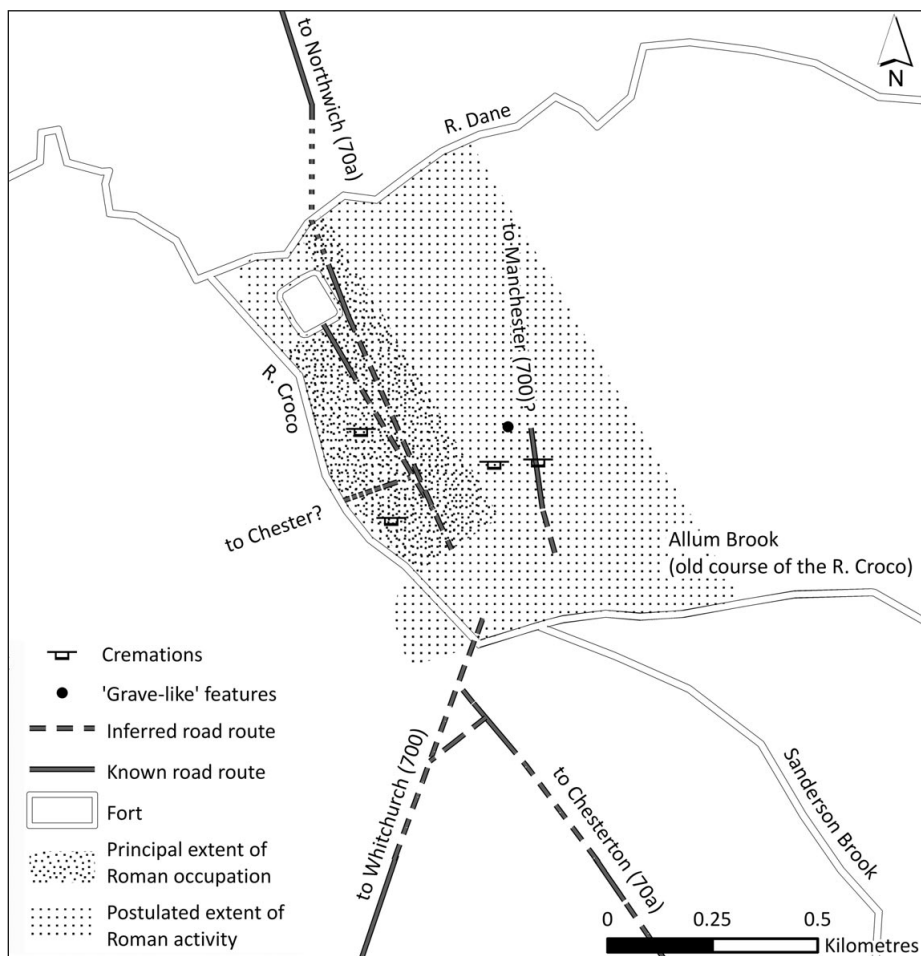 to Northwich (70a)
N
R. Dane
to Manchester (700)?
R. Croco
to Chester?
Allum Brook
(old course of the R. Croco)
Cremations
'Grave-like' features
Inferred road route
Known road route
Fort
Principal extent of
Roman occupation
Postulated extent of
Roman activity
to Whitchurch (700)
to Chesterton (70a)
Sanderson Brook
0 0.25 0.5
Kilometres